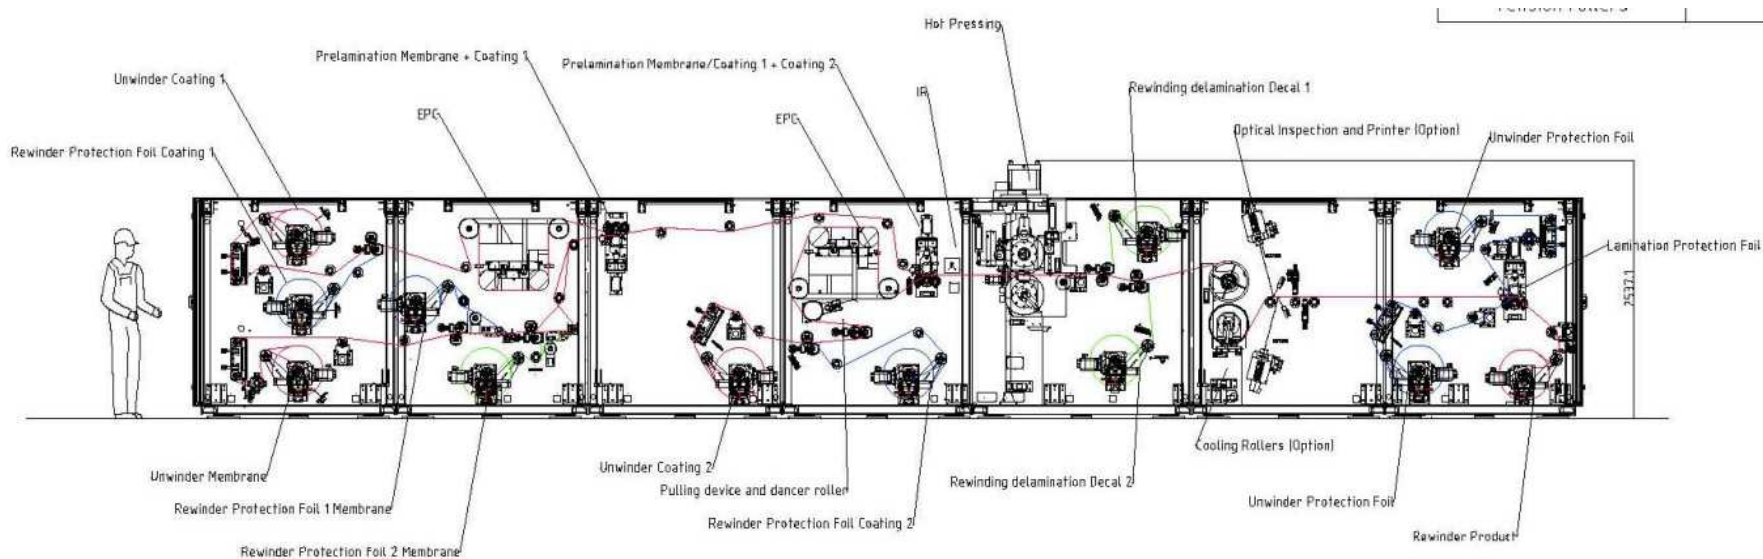 Hot Pressing
Prelamination Membrane + Coating 1
Prelamination Membrane/Coating 1 + Coating 2
Unwinder Coating 1
EPC
IR
EPC
Rewinding delamination Decal 1
Optical Inspection and Printer (Option)
Unwinder Protection Foil
Rewinder Protection Foil Coating 1
Lamination Protection Foil
2537.1
Cooling Rollers (Option)
Unwinder Membrane
Unwinder Coating 2
Pulling device and dancer roller
Rewinding delamination Decal 2
Unwinder Protection Foil
Rewinder Protection Foil 1 Membrane
Rewinder Protection Foil Coating 2
Rewinder Product
Rewinder Protection Foil 2 Membrane